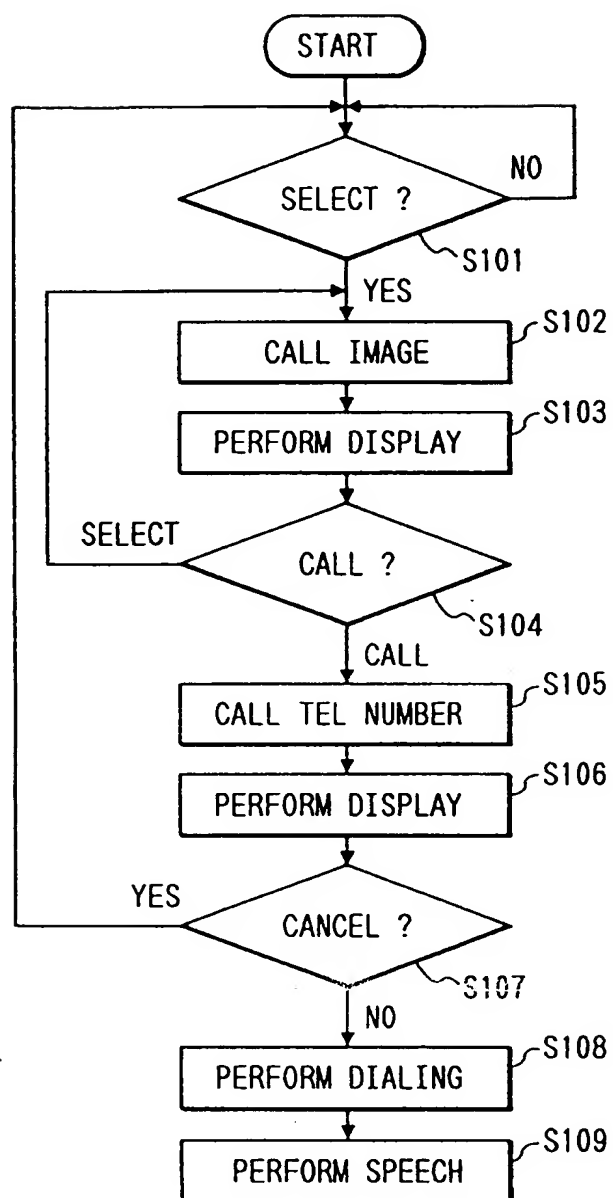 START
NO
SELECT ?
S101
YES
S102
CALL IMAGE
S103
PERFORM DISPLAY
SELECT
CALL ?
S104
CALL
S105
CALL TEL NUMBER
S106
PERFORM DISPLAY
YES
CANCEL ?
S107
NO
S108
PERFORM DIALING
S109
PERFORM SPEECH